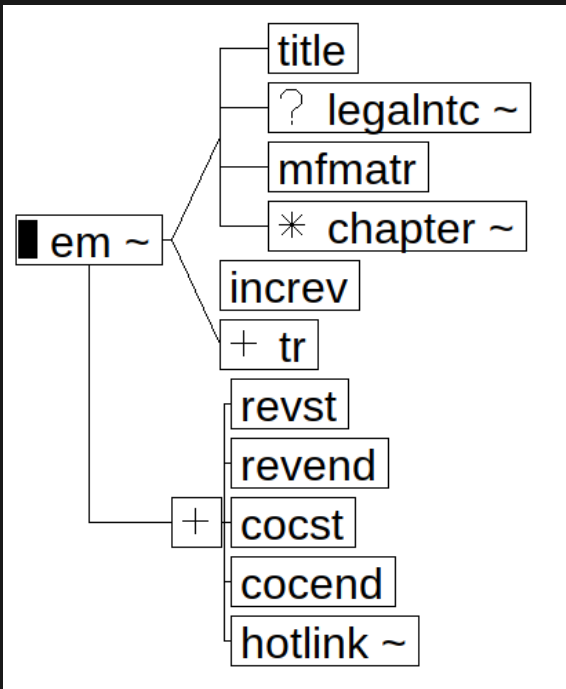 title
? legalntc ~
mfmatr
* chapter ~
em ~
increv
+ tr
revst
revend
+ cocst
cocend
hotlink ~